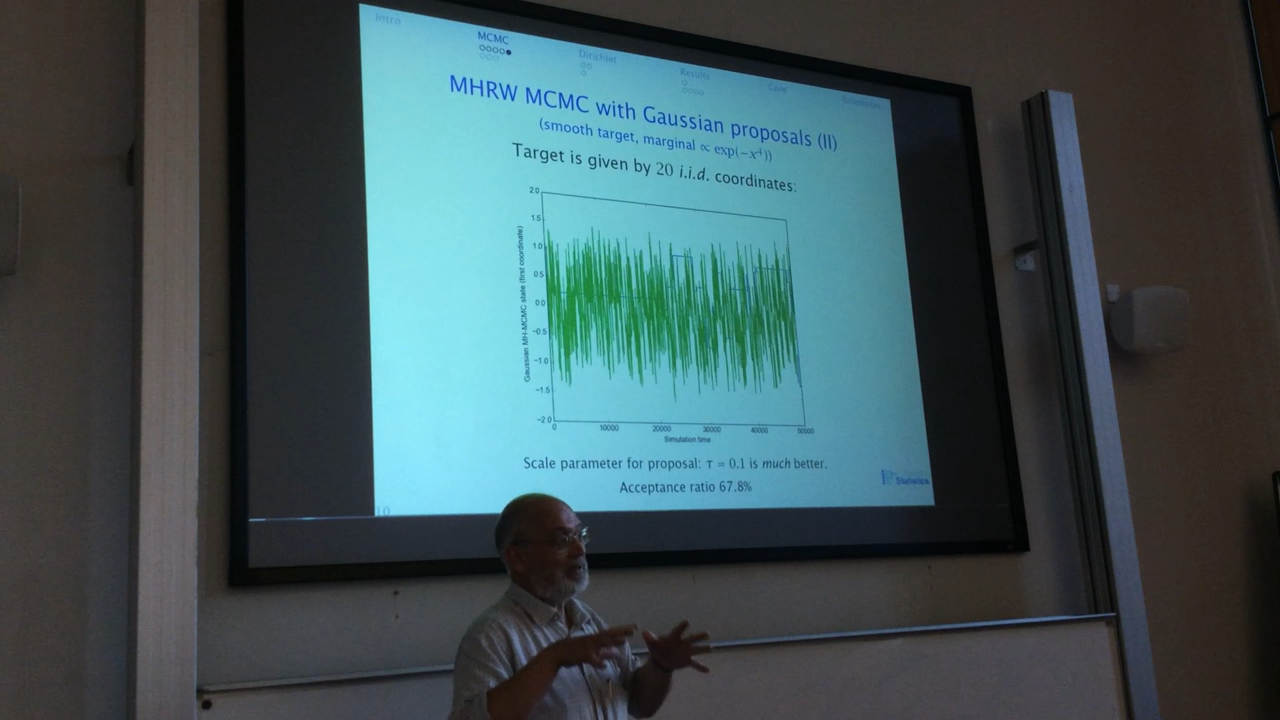 Intro
MCMC
Dirichlet
Results
Conc
MHRW MCMC with Gaussian proposals (II)
(smooth target, marginal ∝ exp(−x⁴))
Target is given by 20 i.i.d. coordinates:
Gaussian MH-MCMC state (first coordinate)
2.0
1.5
1.0
0.5
0.0
−0.5
−1.0
−1.5
−2.0
0 10000 20000 30000 40000 50000
Simulation time
Scale parameter for proposal: τ = 0.1 is much better.
Acceptance ratio 67.8%
Statistics
10